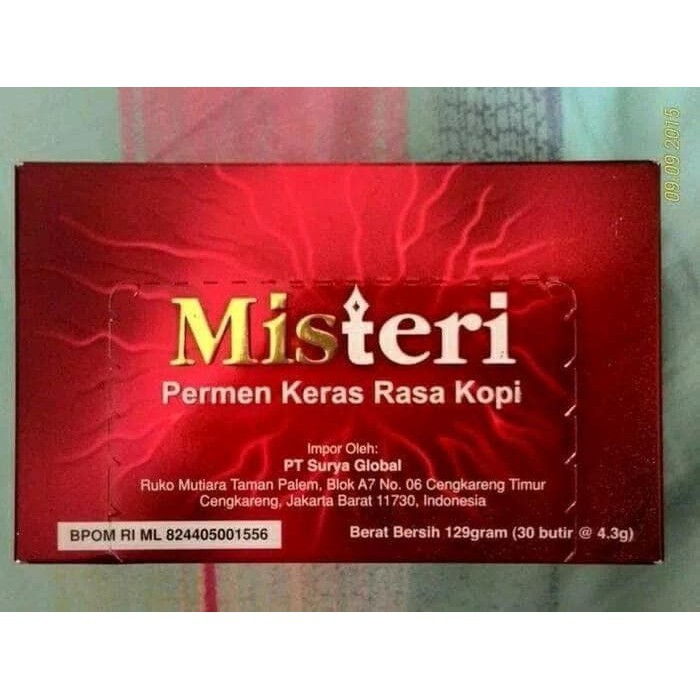 09.09.2015
Misteri
Permen Keras Rasa Kopi
Impor Oleh:
PT Surya Global
Ruko Mutiara Taman Palem, Blok A7 No. 06 Cengkareng Timur
Cengkareng, Jakarta Barat 11730, Indonesia
BPOM RI ML 824405001556
Berat Bersih 129gram (30 butir @ 4.3g)